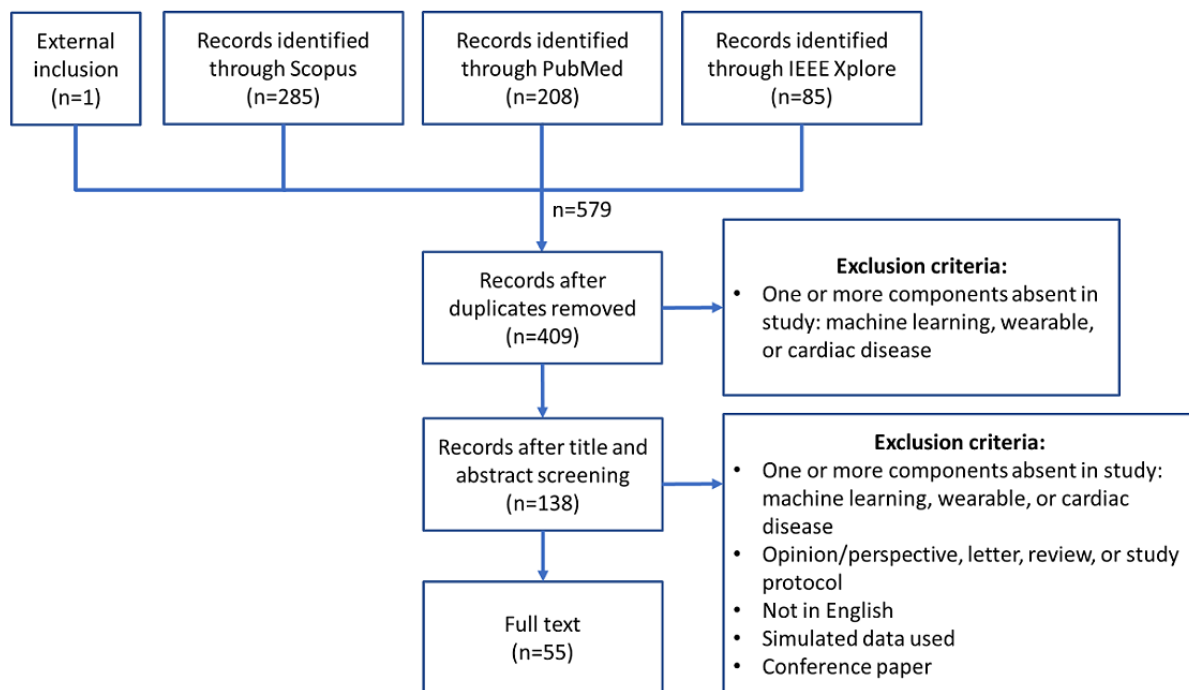 External
inclusion
(n=1)
Records identified
through Scopus
(n=285)
Records identified
through PubMed
(n=208)
Records identified
through IEEE Xplore
(n=85)
n=579
Records after
duplicates removed
(n=409)
Exclusion criteria:
• One or more components absent in
study: machine learning, wearable,
or cardiac disease
Records after title and
abstract screening
(n=138)
Exclusion criteria:
• One or more components absent in study:
machine learning, wearable, or cardiac
disease
• Opinion/perspective, letter, review, or study
protocol
• Not in English
• Simulated data used
• Conference paper
Full text
(n=55)